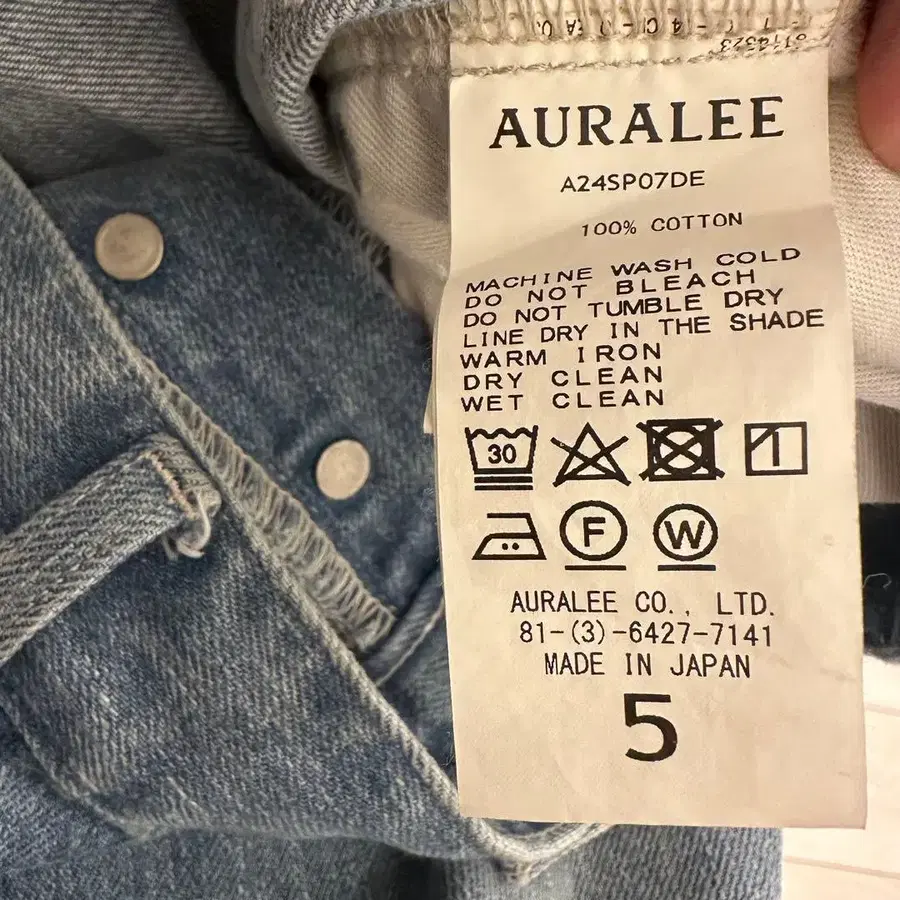 AURALEE
A24SP07DE
100% COTTON
MACHINE WASH COLD
DO NOT BLEACH
DO NOT TUMBLE DRY
LINE DRY IN THE SHADE
WARM IRON
DRY CLEAN
WET CLEAN
30
F W
AURALEE CO., LTD.
81-(3)-6427-7141
MADE IN JAPAN
5